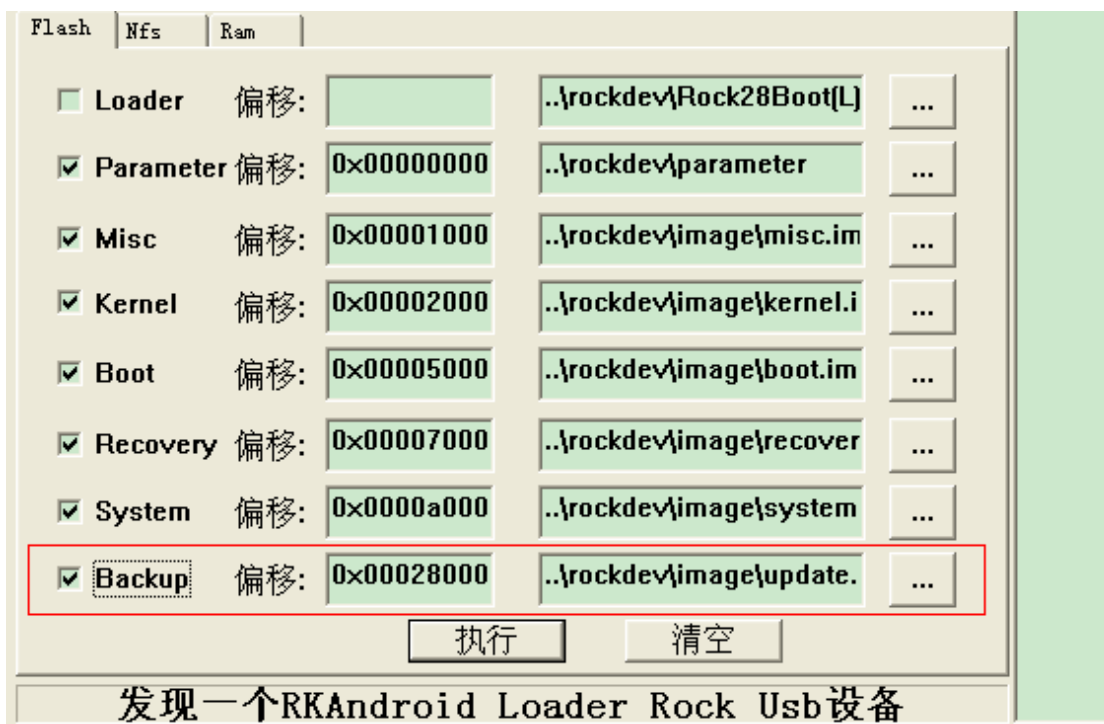 Flash Nfs Ram
Loader 偏移: ..\rockdev\Rock28Boot(L) ...
Parameter 偏移: 0x00000000 ..\rockdev\parameter ...
Misc 偏移: 0x00001000 ..\rockdev\image\misc.im ...
Kernel 偏移: 0x00002000 ..\rockdev\image\kernel.i ...
Boot 偏移: 0x00005000 ..\rockdev\image\boot.im ...
Recovery 偏移: 0x00007000 ..\rockdev\image\recover ...
System 偏移: 0x0000a000 ..\rockdev\image\system ...
Backup 偏移: 0x00028000 ..\rockdev\image\update. ...
执行 清空
发现一个RKAndroid Loader Rock Usb设备